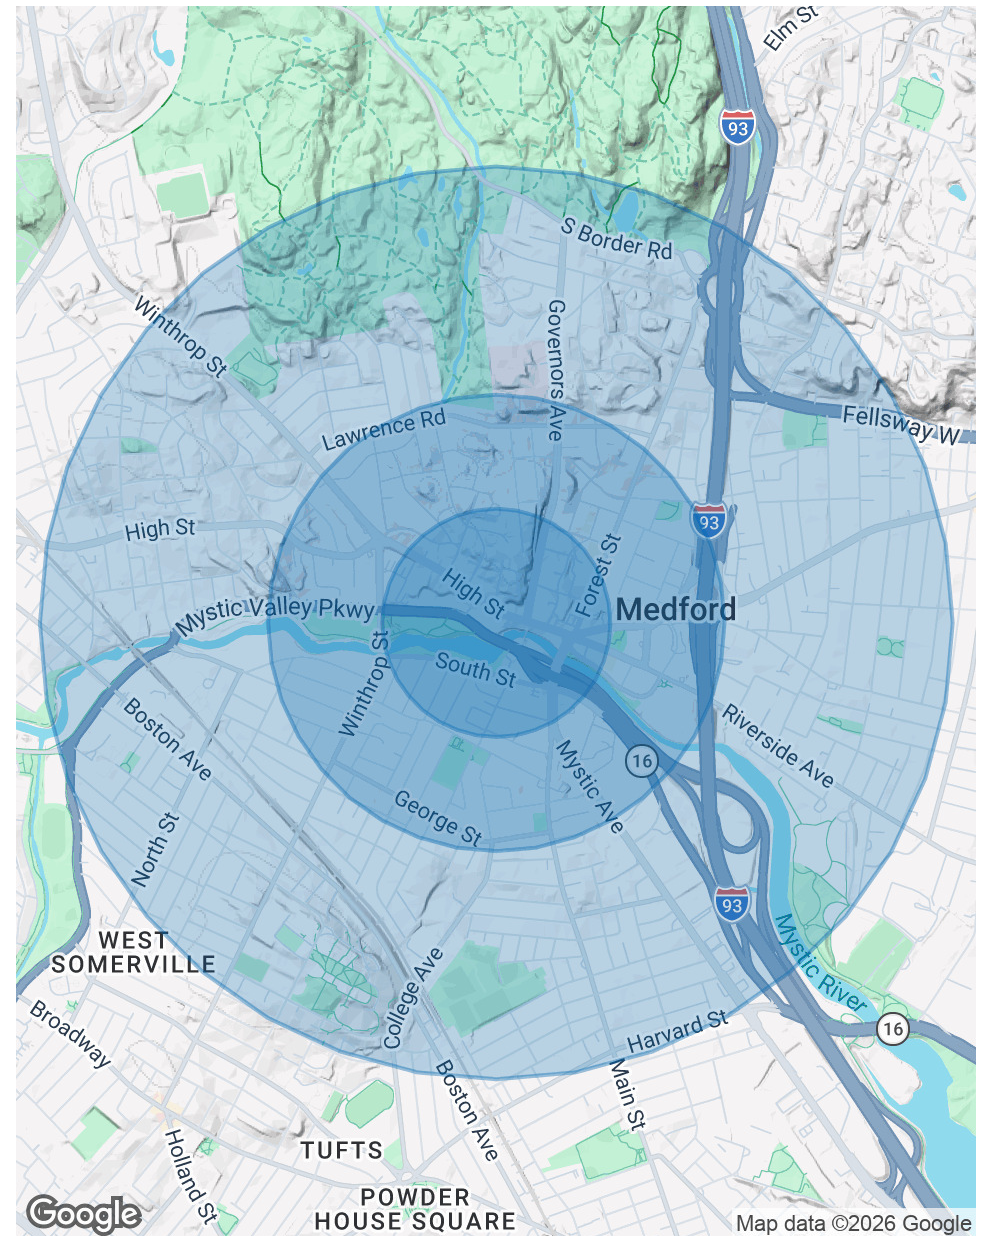 Elm St
93
S Border Rd
Winthrop St
Governors Ave
Fellsway W
Lawrence Rd
93
High St
Forest St
High St
Medford
Mystic Valley Pkwy
South St
Winthrop St
Boston Ave
Riverside Ave
16
Mystic Ave
George St
North St
93
Mystic River
WEST
SOMERVILLE
College Ave
Broadway
Harvard St
16
Main St
Boston Ave
TUFTS
Holland St
POWDER
HOUSE SQUARE
Google
Map data ©2026 Google